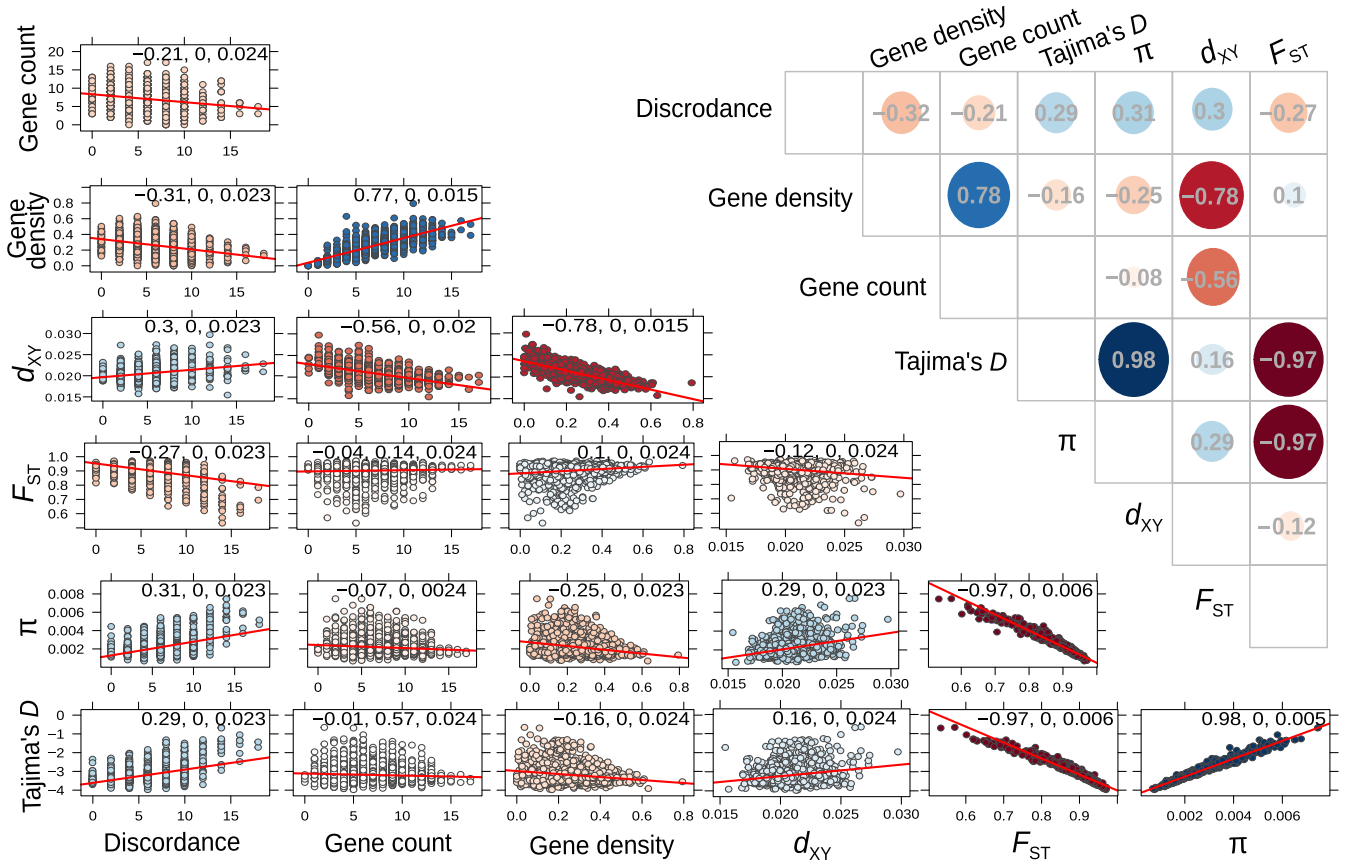 Gene density
Gene count
Tajima's D
π
dXY
FST
Discrodance
−0.32
−0.21
0.29
0.31
0.3
−0.27
Gene density
0.78
−0.16
−0.25
−0.78
0.1
Gene count
−0.08
−0.56
Tajima's D
0.98
0.16
−0.97
π
0.29
−0.97
dXY
−0.12
FST
Gene count
20
15
10
5
0
−0.21, 0, 0.024
0 5 10 15
Gene
density
0.8
0.6
0.4
0.2
0.0
−0.31, 0, 0.023
0 5 10 15
0.77, 0, 0.015
0 5 10 15
dXY
0.030
0.025
0.020
0.015
0.3, 0, 0.023
0 5 10 15
−0.56, 0, 0.02
0 5 10 15
−0.78, 0, 0.015
0.0 0.2 0.4 0.6 0.8
FST
1.0
0.9
0.8
0.7
0.6
−0.27, 0, 0.023
0 5 10 15
−0.04, 0.14, 0.024
0 5 10 15
0.1, 0, 0.024
0.0 0.2 0.4 0.6 0.8
−0.12, 0, 0.024
0.015 0.020 0.025 0.030
π
0.008
0.006
0.004
0.002
0.31, 0, 0.023
0 5 10 15
−0.07, 0, 0024
0 5 10 15
−0.25, 0, 0.023
0.0 0.2 0.4 0.6 0.8
0.29, 0, 0.023
0.015 0.020 0.025 0.030
−0.97, 0, 0.006
0.6 0.7 0.8 0.9
Tajima's D
0
−1
−2
−3
−4
0.29, 0, 0.023
0 5 10 15
Discordance
−0.01, 0.57, 0.024
0 5 10 15
Gene count
−0.16, 0, 0.024
0.0 0.2 0.4 0.6 0.8
Gene density
0.16, 0, 0.024
0.015 0.020 0.025 0.030
dXY
−0.97, 0, 0.006
0.6 0.7 0.8 0.9
FST
0.98, 0, 0.005
0.002 0.004 0.006
π